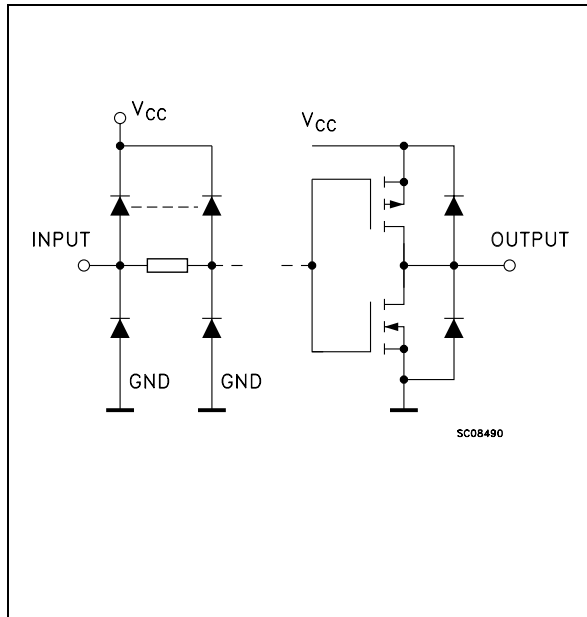 VCC
VCC
INPUT
OUTPUT
GND
GND
SC08490